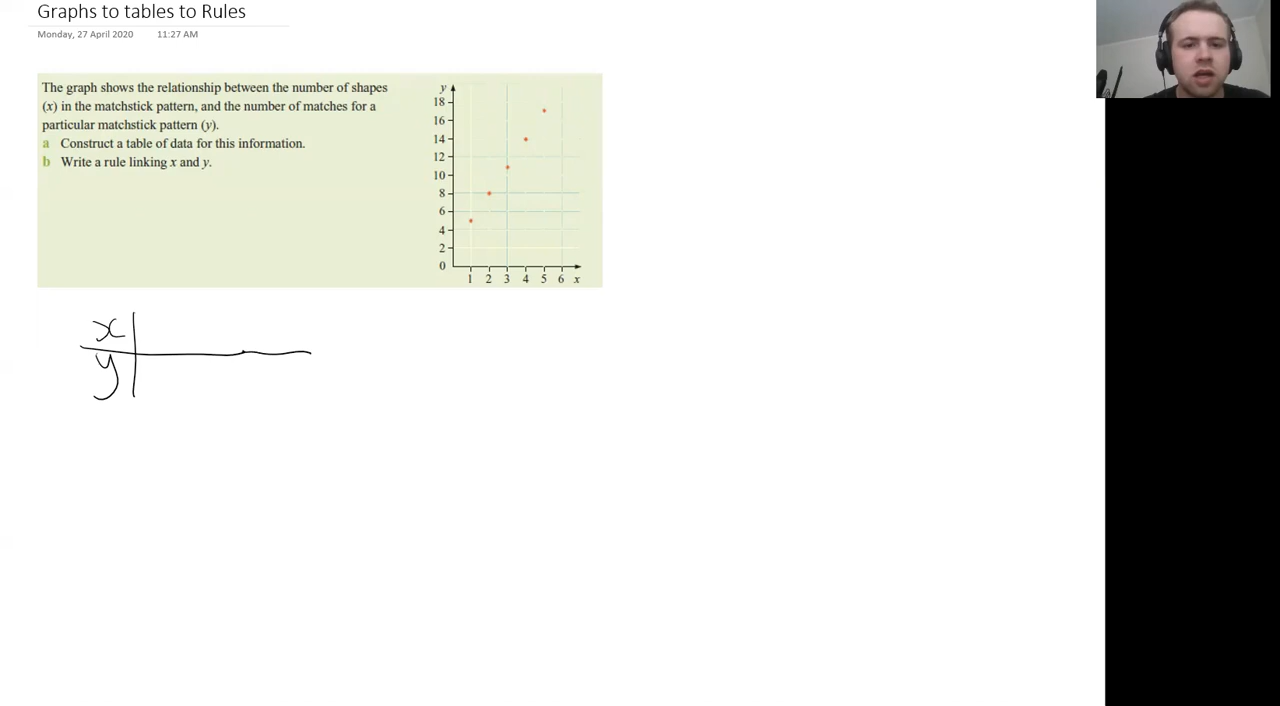 Graphs to tables to Rules
Monday, 27 April 2020 11:27 AM
The graph shows the relationship between the number of shapes
(x) in the matchstick pattern, and the number of matches for a
particular matchstick pattern (y).
a Construct a table of data for this information.
b Write a rule linking x and y.
y
18
16
14
12
10
8
6
4
2
0
1 2 3 4 5 6 x
x
y